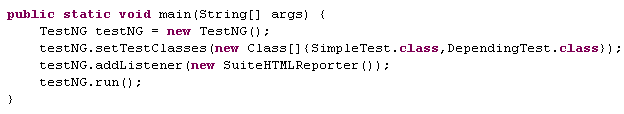 public static void main(String[] args) {
    TestNG testNG = new TestNG();
    testNG.setTestClasses(new Class[]{SimpleTest.class,DependingTest.class});
    testNG.addListener(new SuiteHTMLReporter());
    testNG.run();
}